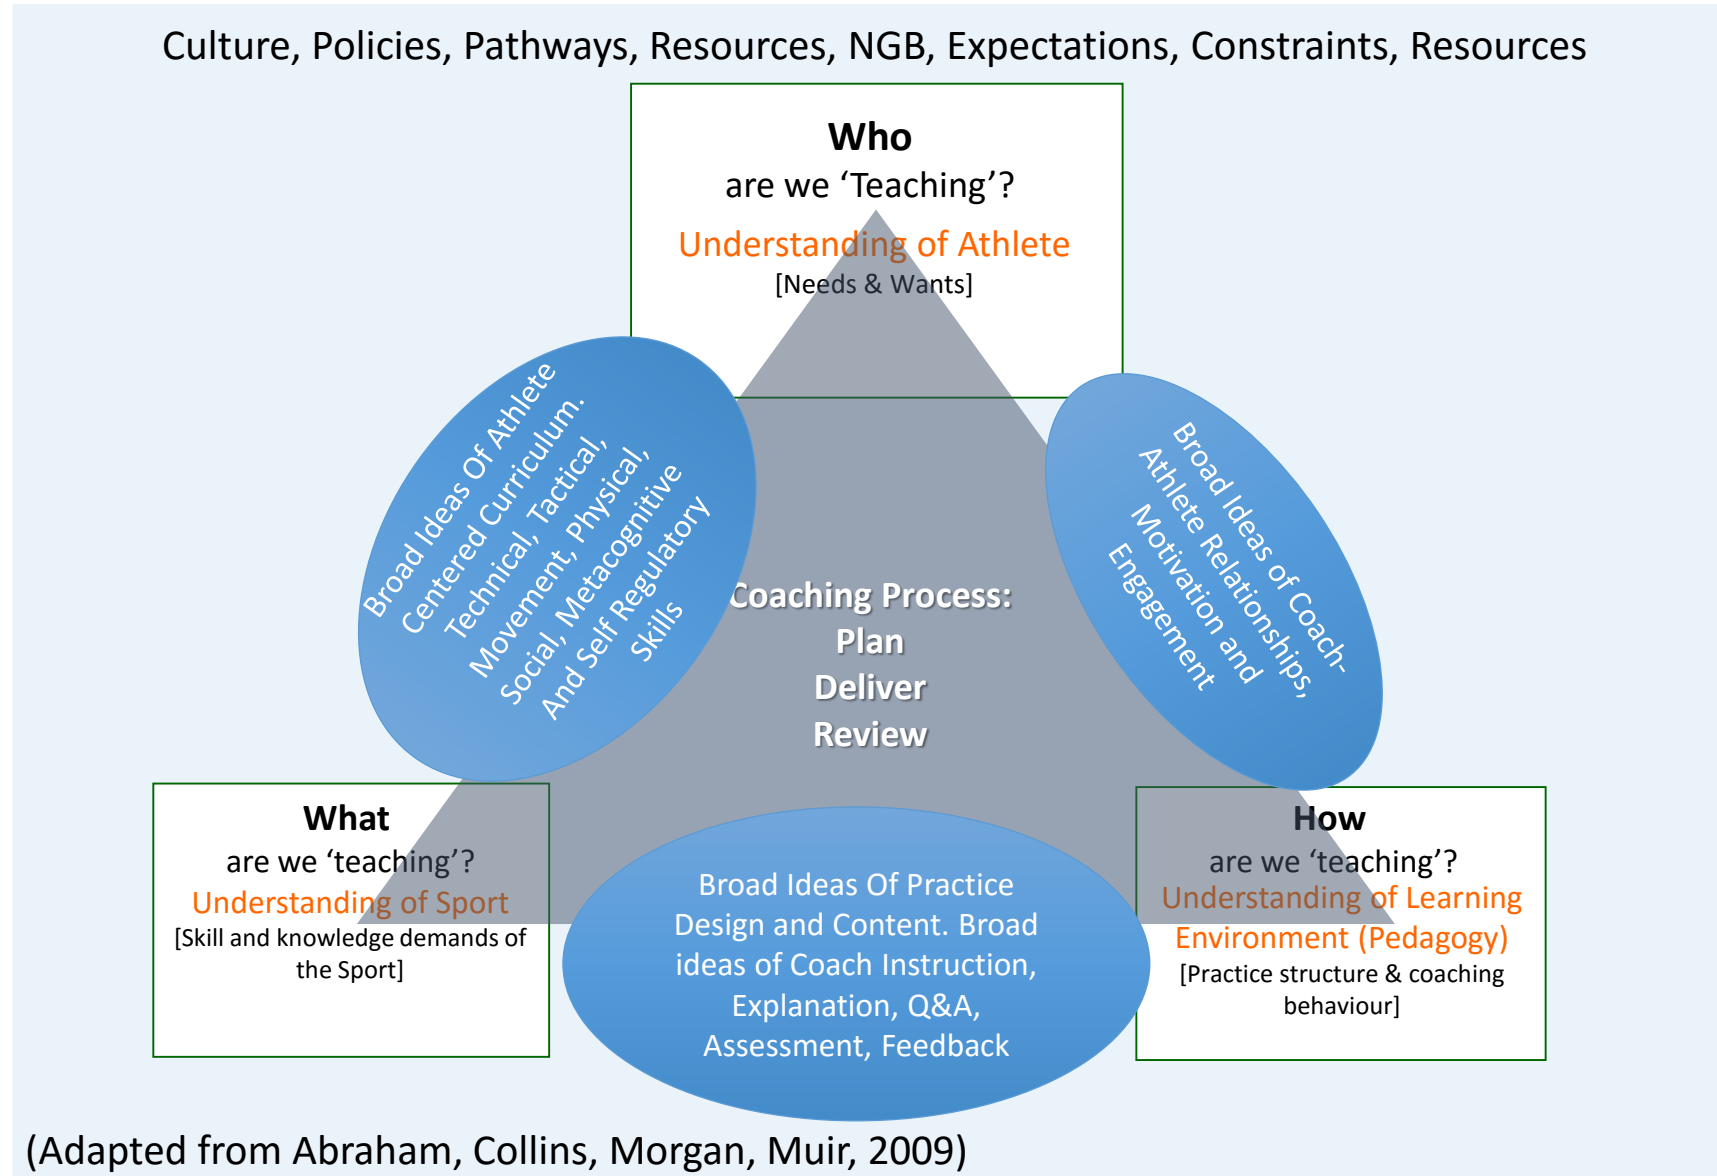 Culture, Policies, Pathways, Resources, NGB, Expectations, Constraints, Resources
Who
are we ‘Teaching’?
Understanding of Athlete
[Needs & Wants]
Broad Ideas Of Athlete
Centered Curriculum.
Technical, Tactical,
Movement, Physical,
Social, Metacognitive
And Self Regulatory
Skills
Broad Ideas of Coach-
Athlete Relationships,
Motivation and
Engagement
Coaching Process:
Plan
Deliver
Review
What
are we ‘teaching’?
Understanding of Sport
[Skill and knowledge demands of
the Sport]
Broad Ideas Of Practice
Design and Content. Broad
ideas of Coach Instruction,
Explanation, Q&A,
Assessment, Feedback
How
are we ‘teaching’?
Understanding of Learning
Environment (Pedagogy)
[Practice structure & coaching
behaviour]
(Adapted from Abraham, Collins, Morgan, Muir, 2009)